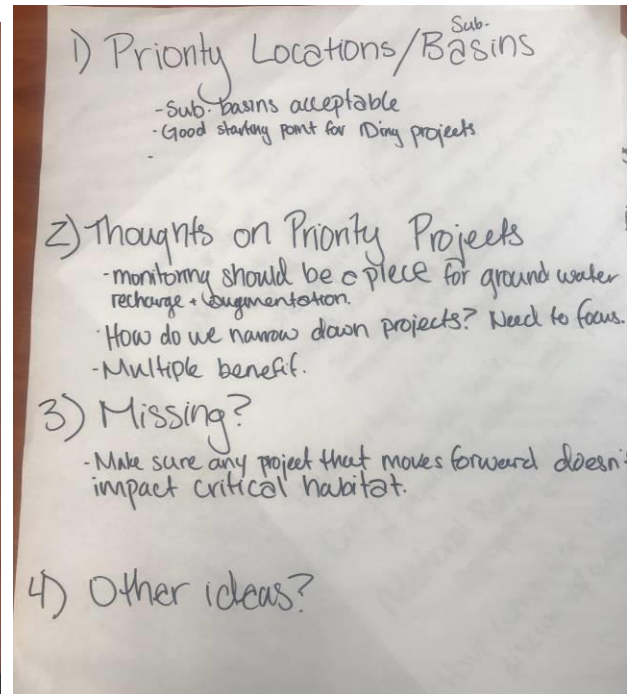 1) Priority Locations/Sub-Basins
- Sub-basins acceptable
- Good starting point for IDing projects
-
2) Thoughts on Priority Projects
- monitoring should be a piece for ground water
recharge + augmentation.
· How do we narrow down projects? Need to focus.
- Multiple benefit.
3) Missing?
- Make sure any project that moves forward doesn't
impact critical habitat.
4) Other ideas?